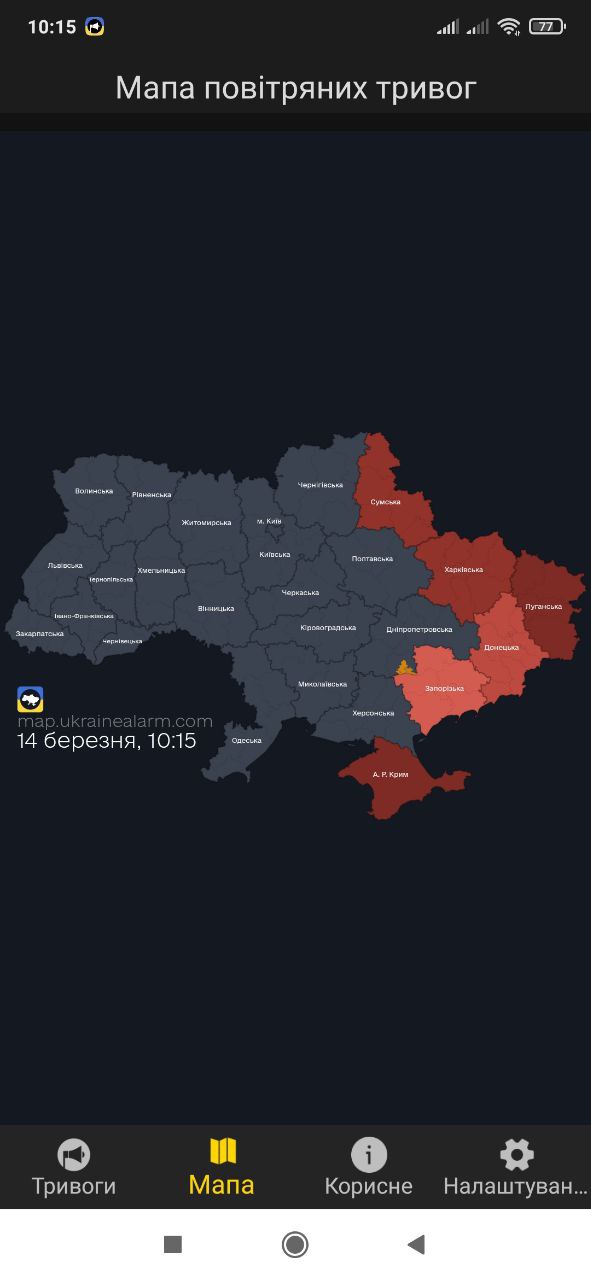 10:15
77
Мапа повітряних тривог
Волинська
Рівненська
Житомирська
м. Київ
Київська
Чернігівська
Сумська
Львівська
Тернопільська
Хмельницька
Вінницька
Черкаська
Полтавська
Харківська
Луганська
Івано-Франківська
Закарпатська
Чернівецька
Кіровоградська
Дніпропетровська
Донецька
Миколаївська
Запорізька
Херсонська
Одеська
А. Р. Крим
map.ukrainealarm.com
14 березня, 10:15
Тривоги
Мапа
Корисне
Налаштуван...